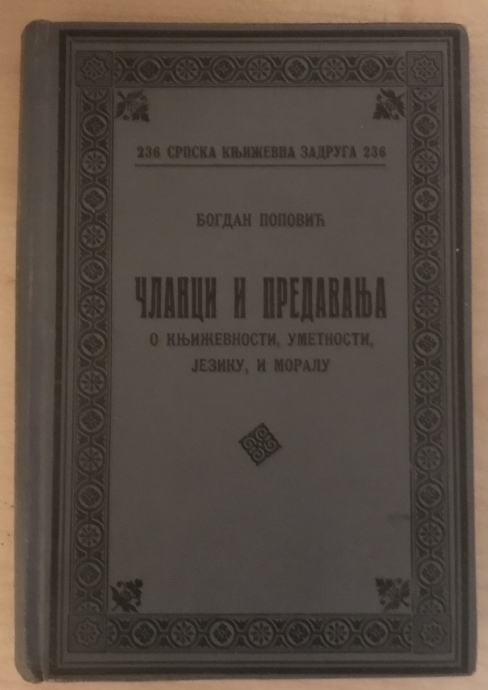 236 СРПСКА КЊИЖЕВНА ЗАДРУГА 236
БОГДАН ПОПОВИЋ
ЧЛАНЦИ И ПРЕДАВАЊА
О КЊИЖЕВНОСТИ, УМЕТНОСТИ,
ЈЕЗИКУ, И МОРАЛУ